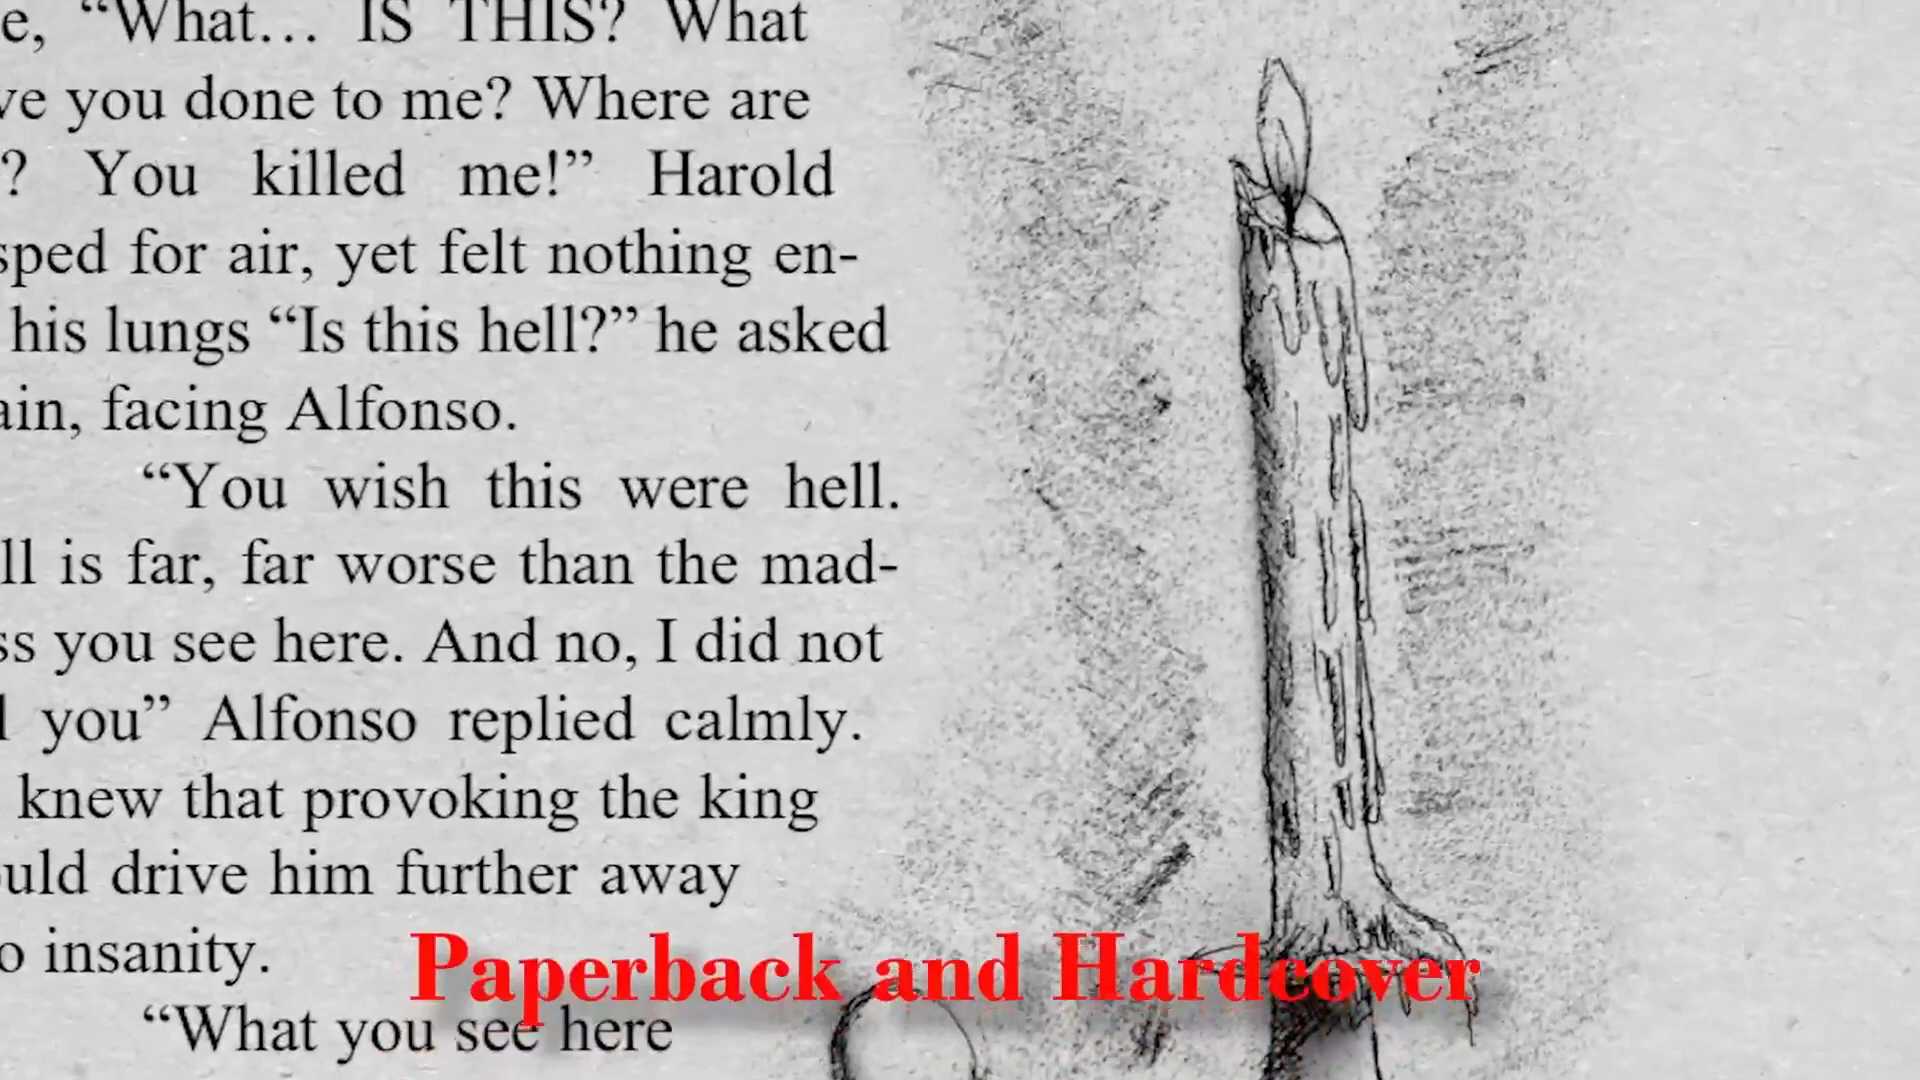 e, “What… IS THIS? What
ve you done to me? Where are
? You killed me!” Harold
sped for air, yet felt nothing en-
his lungs “Is this hell?” he asked
ain, facing Alfonso.
“You wish this were hell.
ll is far, far worse than the mad-
ss you see here. And no, I did not
l you” Alfonso replied calmly.
knew that provoking the king
ould drive him further away
o insanity.
Paperback and Hardcover
“What you see here